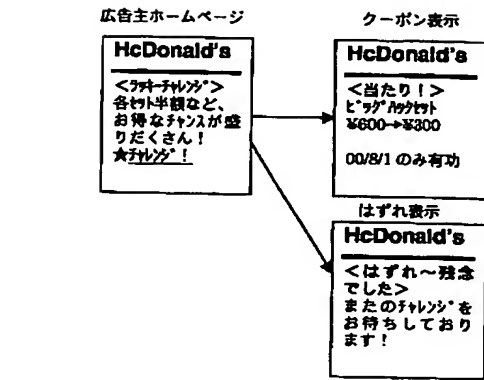 広告主ホームページ
HcDonald's
<ﾗｯｷｰﾁｬﾚﾝｼﾞ>
各ｾｯﾄ半額など、
お得なﾁｬﾝｽが盛
りだくさん！
★ﾁｬﾚﾝｼﾞ！
クーポン表示
HcDonald's
<当たり！>
ﾋﾞｯｸﾞﾊｯｸｾｯﾄ
¥600→¥300
00/8/1 のみ有功
はずれ表示
HcDonald's
<はずれ～残念
でした>
またのﾁｬﾚﾝｼﾞを
お待ちしており
ます！